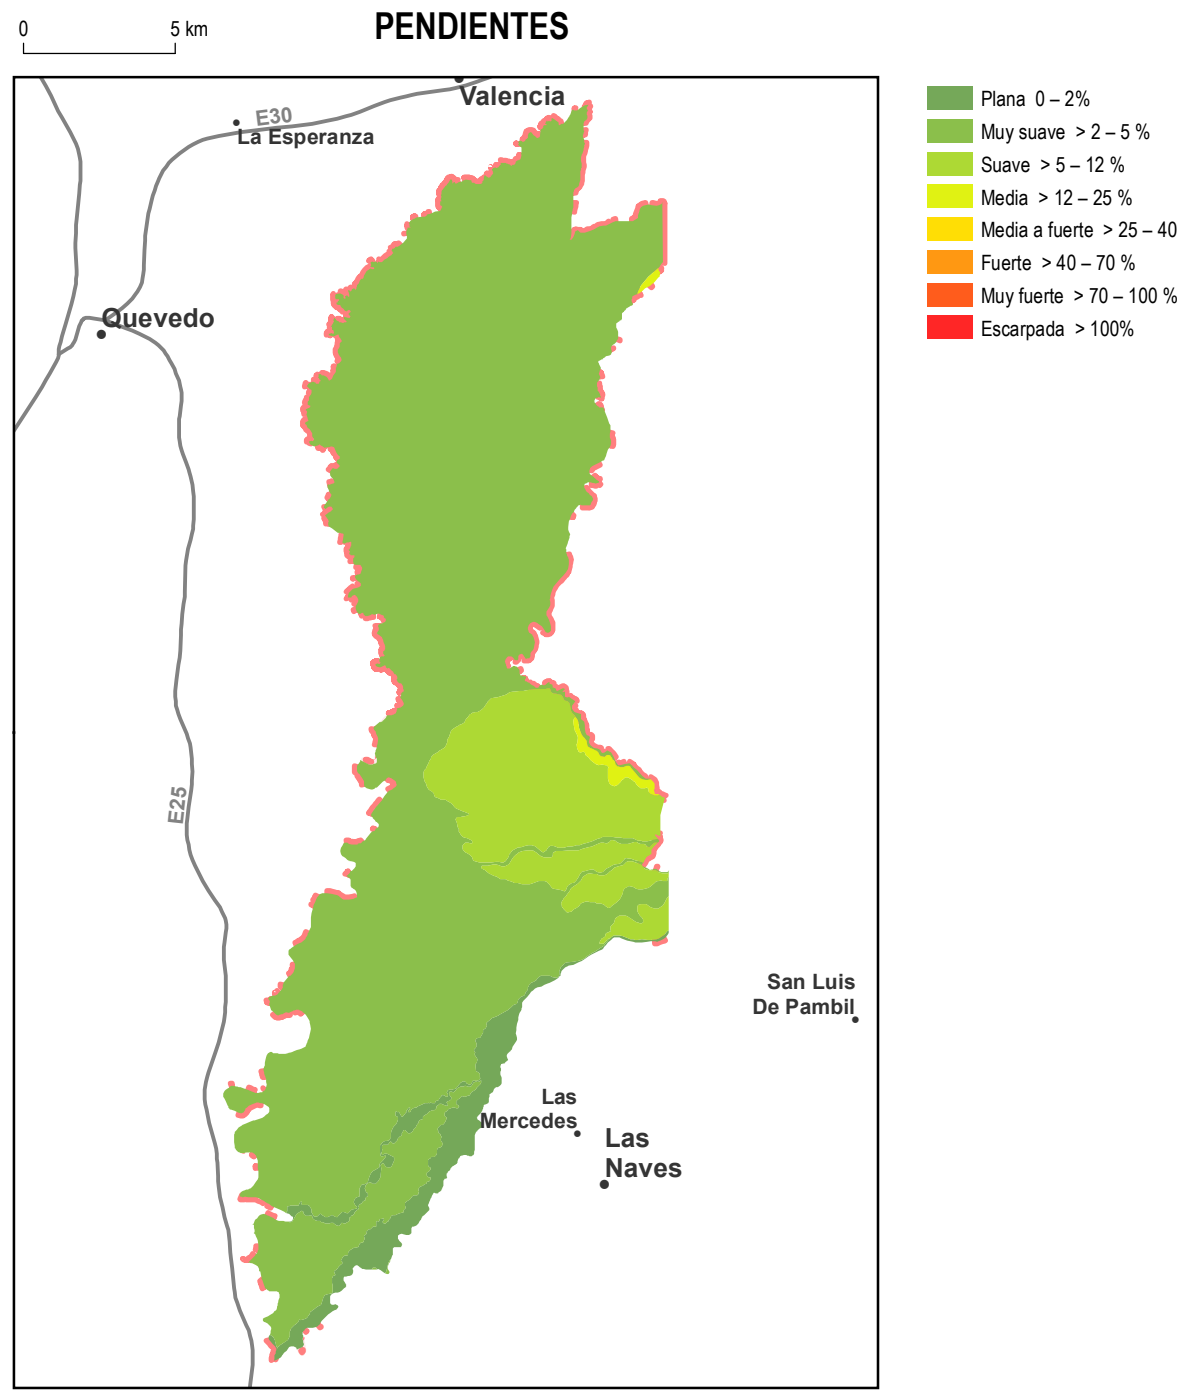 0 5 km
PENDIENTES
Valencia
E30
La Esperanza
Quevedo
E25
San Luis
De Pambil
Las
Mercedes
Las
Naves
Plana 0 – 2%
Muy suave > 2 – 5 %
Suave > 5 – 12 %
Media > 12 – 25 %
Media a fuerte > 25 – 40
Fuerte > 40 – 70 %
Muy fuerte > 70 – 100 %
Escarpada > 100%